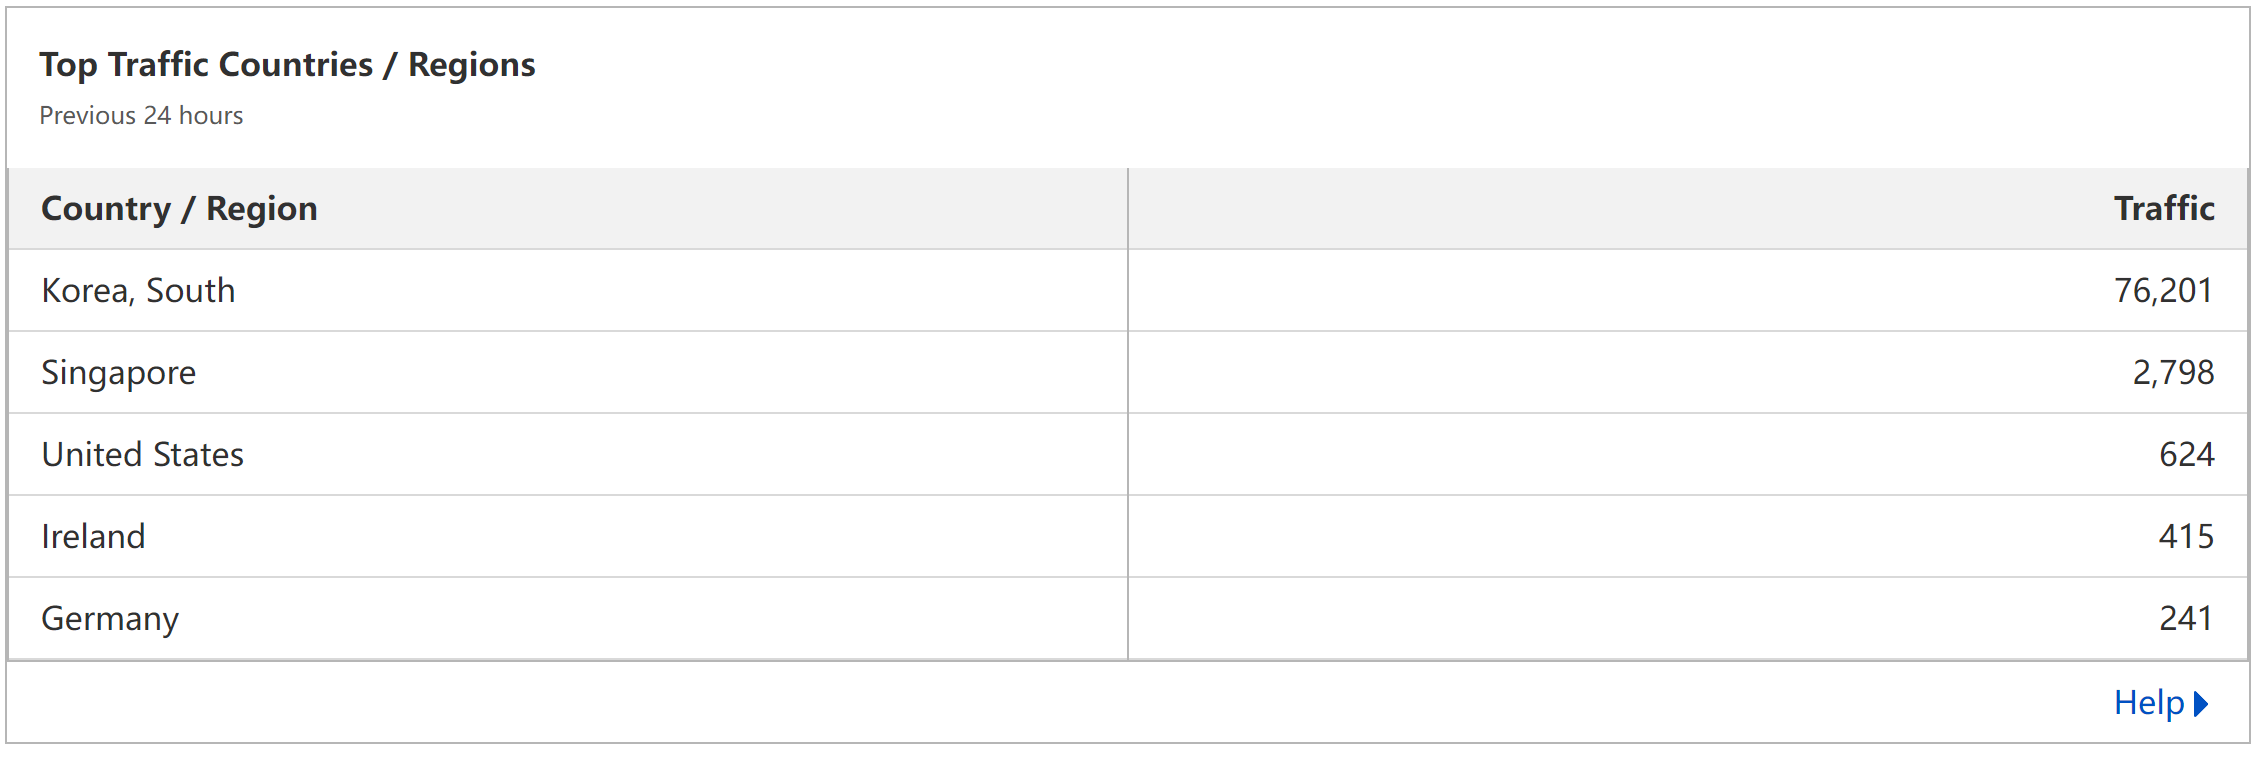 Top Traffic Countries / Regions
Previous 24 hours
Country / Region Traffic
Korea, South 76,201
Singapore 2,798
United States 624
Ireland 415
Germany 241
Help